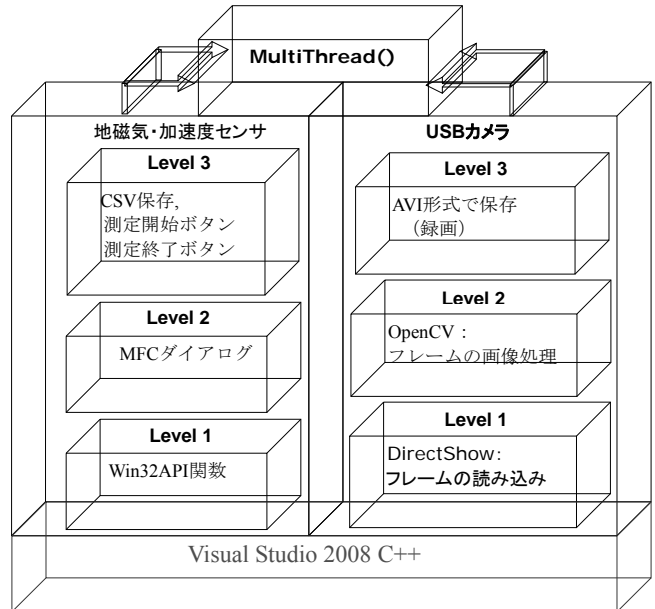 MultiThread()
地磁気・加速度センサ
Level 3
CSV保存,
測定開始ボタン
測定終了ボタン
Level 2
MFCダイアログ
Level 1
Win32API関数
USBカメラ
Level 3
AVI形式で保存
(録画)
Level 2
OpenCV：
フレームの画像処理
Level 1
DirectShow:
フレームの読み込み
Visual Studio 2008 C++